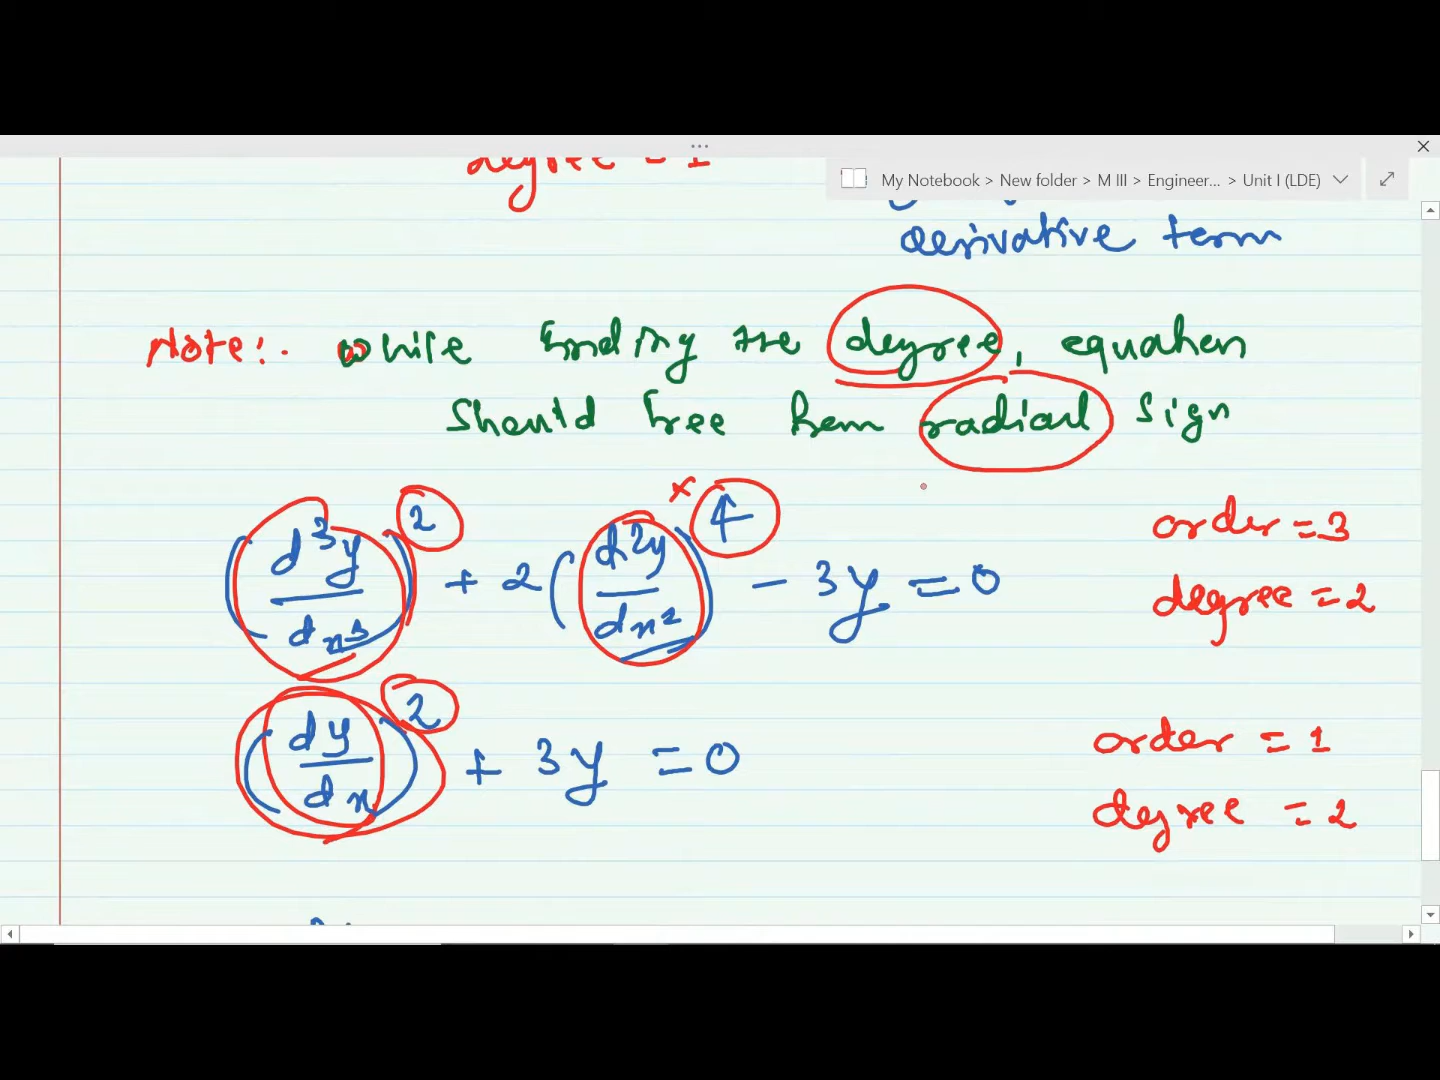 degree = 1
My Notebook > New folder > M III > Engineer... > Unit I (LDE)
derivative term
Note:. while finding the degree, equation
should free from radical sign
(d³y/dx³)² + 2(d²y/dx²)⁴ − 3y = 0
×
order = 3
degree = 2
(dy/dx)² + 3y = 0
order = 1
degree = 2